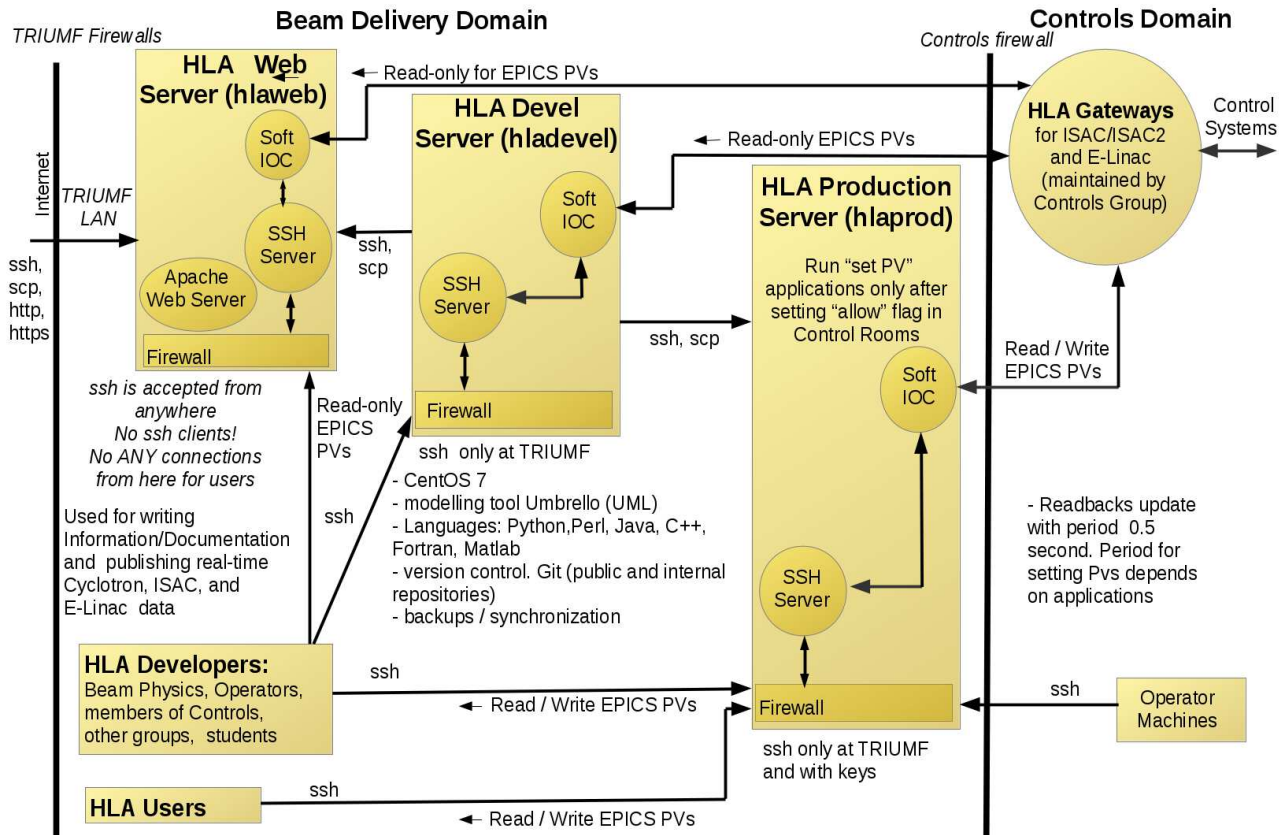 Beam Delivery Domain
Controls Domain
TRIUMF Firewalls
Controls firewall
HLA Web
Server (hlaweb)
← Read-only for EPICS PVs
HLA Devel
Server (hladevel)
← Read-only EPICS PVs
HLA Gateways
for ISAC/ISAC2
and E-Linac
(maintained by
Controls Group)
Control
Systems
Soft
IOC
Internet
TRIUMF
LAN
SSH
Server
Apache
Web Server
Firewall
ssh,
scp,
http,
https
ssh,
scp
Soft
IOC
SSH
Server
Firewall
HLA Production
Server (hlaprod)
Run “set PV”
applications only after
setting “allow” flag in
Control Rooms
ssh, scp
Soft
IOC
Read / Write
EPICS PVs
ssh is accepted from
anywhere
No ssh clients!
No ANY connections
from here for users
Read-only
EPICS
PVs
ssh only at TRIUMF
- CentOS 7
- modelling tool Umbrello (UML)
- Languages: Python,Perl, Java, C++,
Fortran, Matlab
- version control. Git (public and internal
repositories)
- backups / synchronization
ssh
Used for writing
Information/Documentation
and publishing real-time
Cyclotron, ISAC, and
E-Linac data
- Readbacks update
with period 0.5
second. Period for
setting Pvs depends
on applications
SSH
Server
HLA Developers:
Beam Physics, Operators,
members of Controls,
other groups, students
ssh
← Read / Write EPICS PVs
Firewall
ssh
Operator
Machines
ssh only at TRIUMF
and with keys
HLA Users
ssh
← Read / Write EPICS PVs